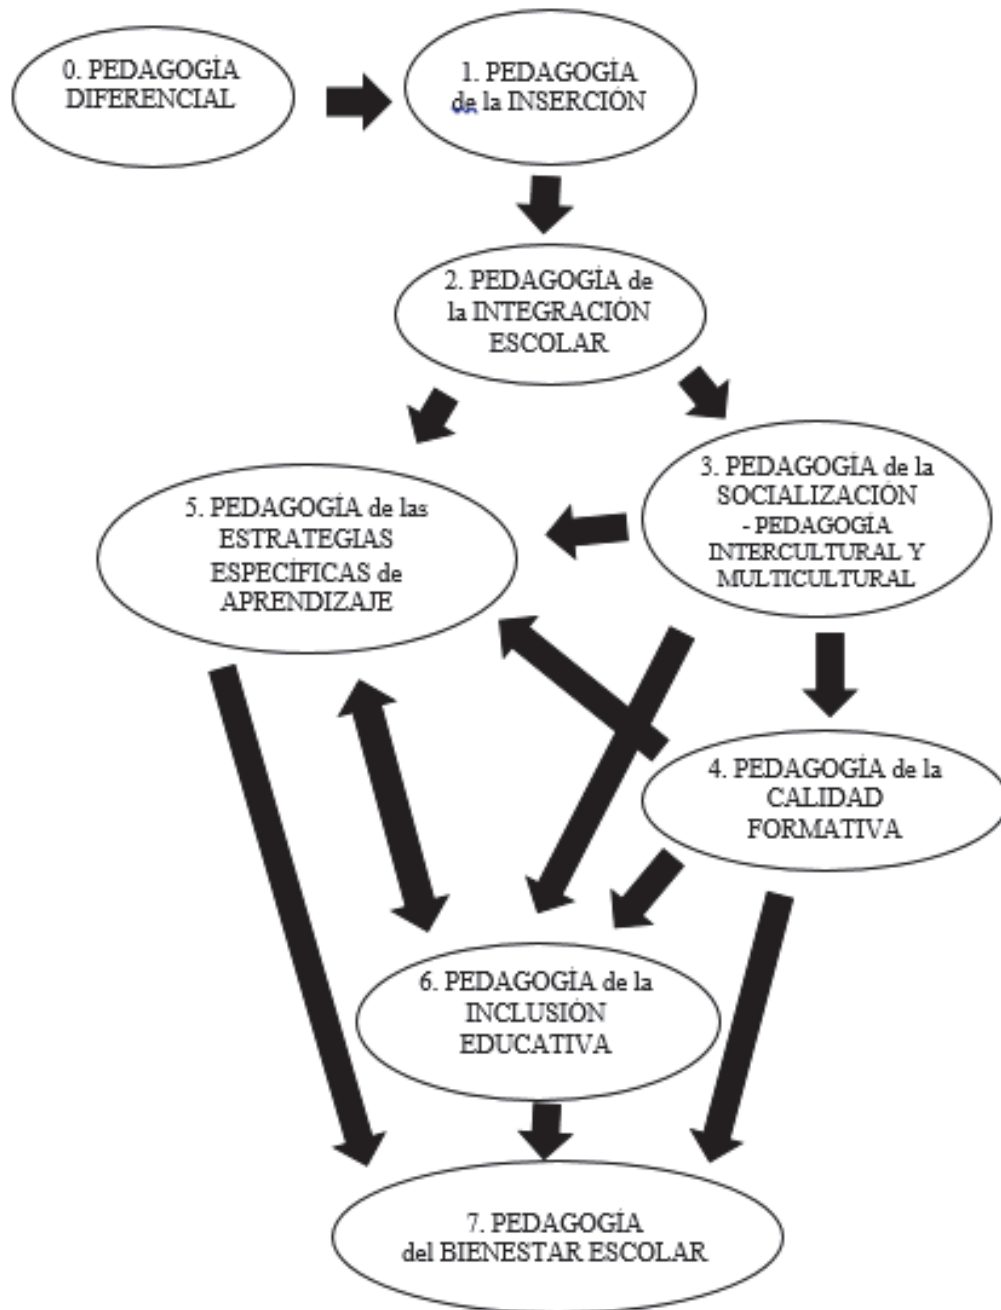 0. PEDAGOGÍA
DIFERENCIAL
1. PEDAGOGÍA
de la INSERCIÓN
2. PEDAGOGÍA de
la INTEGRACIÓN
ESCOLAR
3. PEDAGOGÍA de la
SOCIALIZACIÓN
- PEDAGOGÍA
INTERCULTURAL Y
MULTICULTURAL
5. PEDAGOGÍA de las
ESTRATEGIAS
ESPECÍFICAS de
APRENDIZAJE
4. PEDAGOGÍA de la
CALIDAD
FORMATIVA
6. PEDAGOGÍA de la
INCLUSIÓN
EDUCATIVA
7. PEDAGOGÍA
del BIENESTAR ESCOLAR